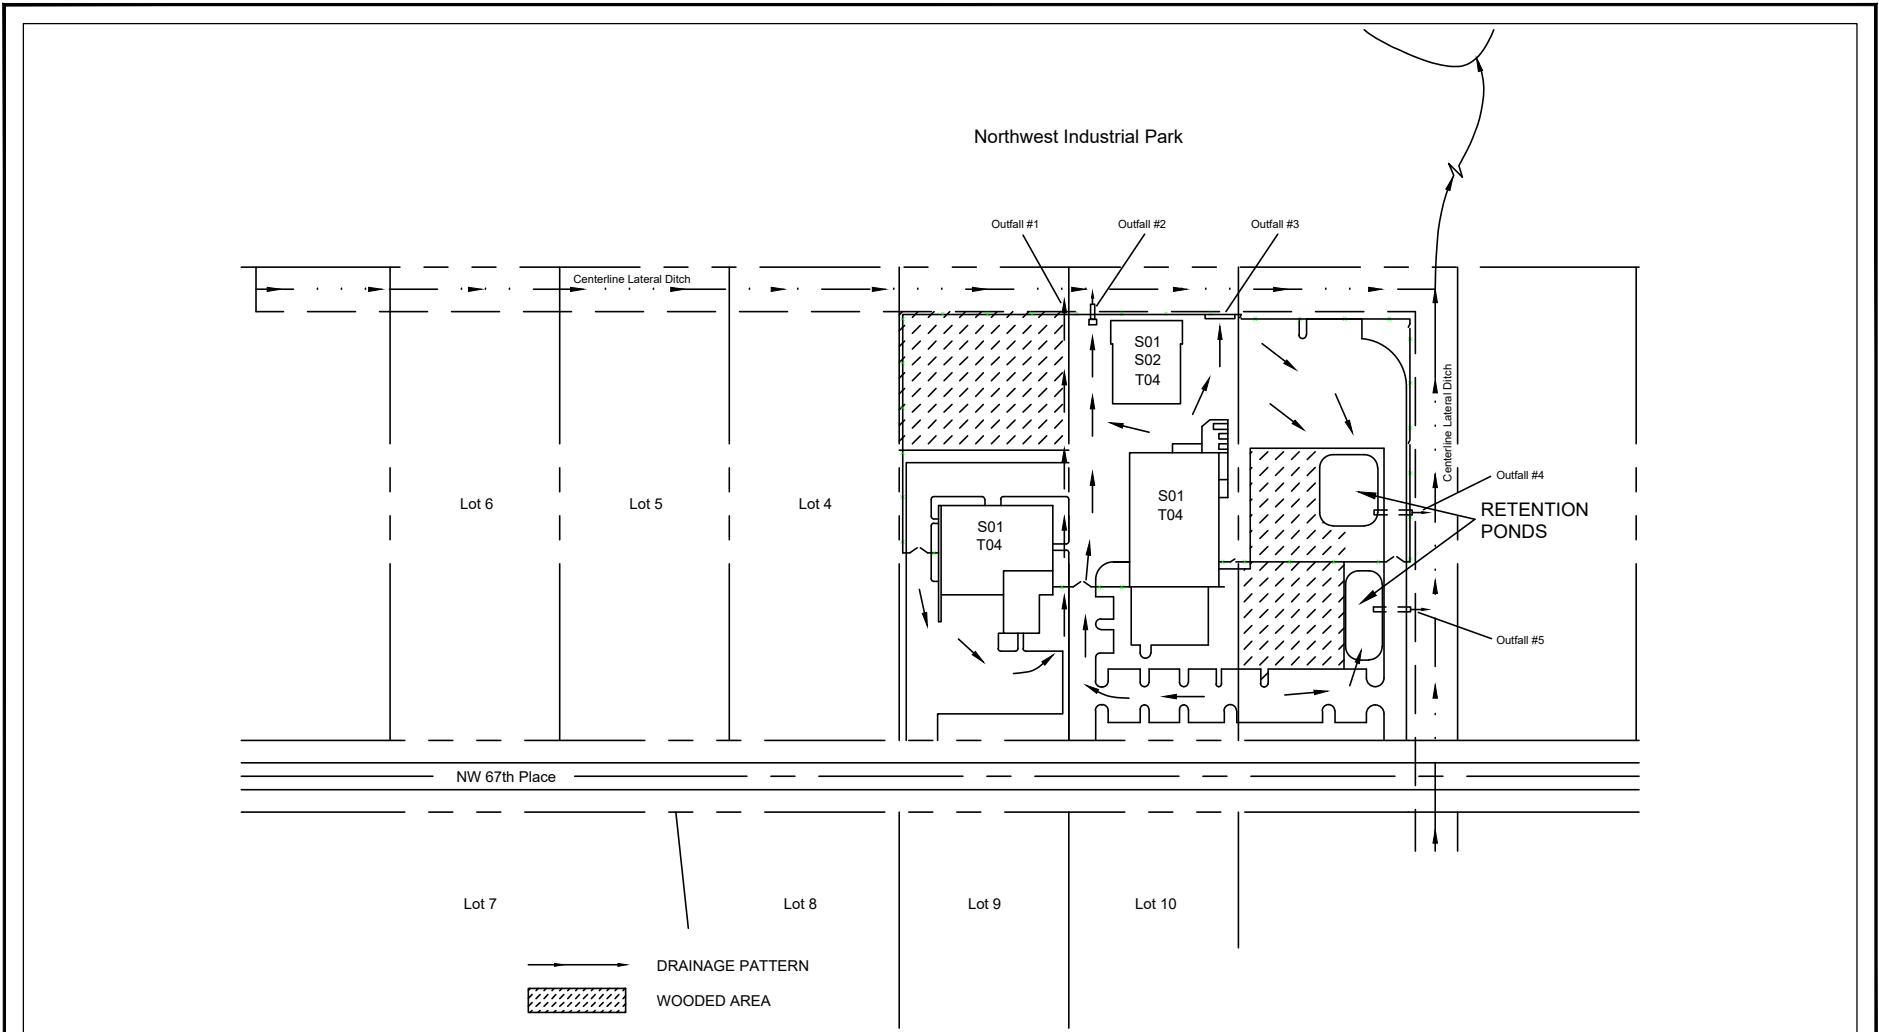 Northwest Industrial Park
Outfall #1
Outfall #2
Outfall #3
Centerline Lateral Ditch
S01
S02
T04
Centerline Lateral Ditch
Outfall #4
RETENTION
PONDS
Lot 6
Lot 5
Lot 4
S01
T04
S01
T04
Outfall #5
NW 67th Place
Lot 7
Lot 8
Lot 9
Lot 10
DRAINAGE PATTERN
WOODED AREA